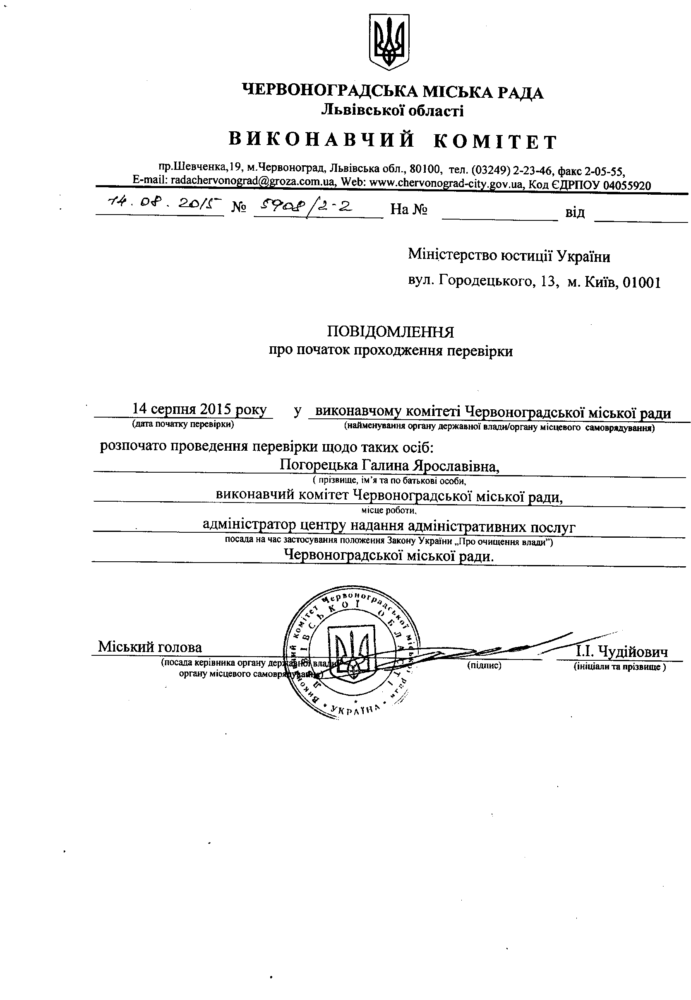 ЧЕРВОНОГРАДСЬКА МІСЬКА РАДА
Львівської області
ВИКОНАВЧИЙ КОМІТЕТ
пр.Шевченка,19, м.Червоноград, Львівська обл., 80100, тел. (03249) 2-23-46, факс 2-05-55,
E-mail: radachervonograd@groza.com.ua, Web: www.chervonograd-city.gov.ua, Код ЄДРПОУ 04055920
14.08.2015 № 5908/2-2 На № від
Міністерство юстиції України
вул. Городецького, 13, м. Київ, 01001
ПОВІДОМЛЕННЯ
про початок проходження перевірки
14 серпня 2015 року у виконавчому комітеті Червоноградської міської ради
(дата початку перевірки) (найменування органу державної влади/органу місцевого самоврядування)
розпочато проведення перевірки щодо таких осіб:
Погорецька Галина Ярославівна,
( прізвище, ім’я та по батькові особи,
виконавчий комітет Червоноградської міської ради,
місце роботи,
адміністратор центру надання адміністративних послуг
посада на час застосування положення Закону України „Про очищення влади”)
Червоноградської міської ради.
Міський голова І.І. Чудійович
(посада керівника органу державної влади/ (підпис) (ініціали та прізвище )
органу місцевого самоврядування)
Виконавчий комітет Червоноградської міської ради
ЛЬВІВСЬКОЇ ОБЛАСТІ
* УКРАЇНА *